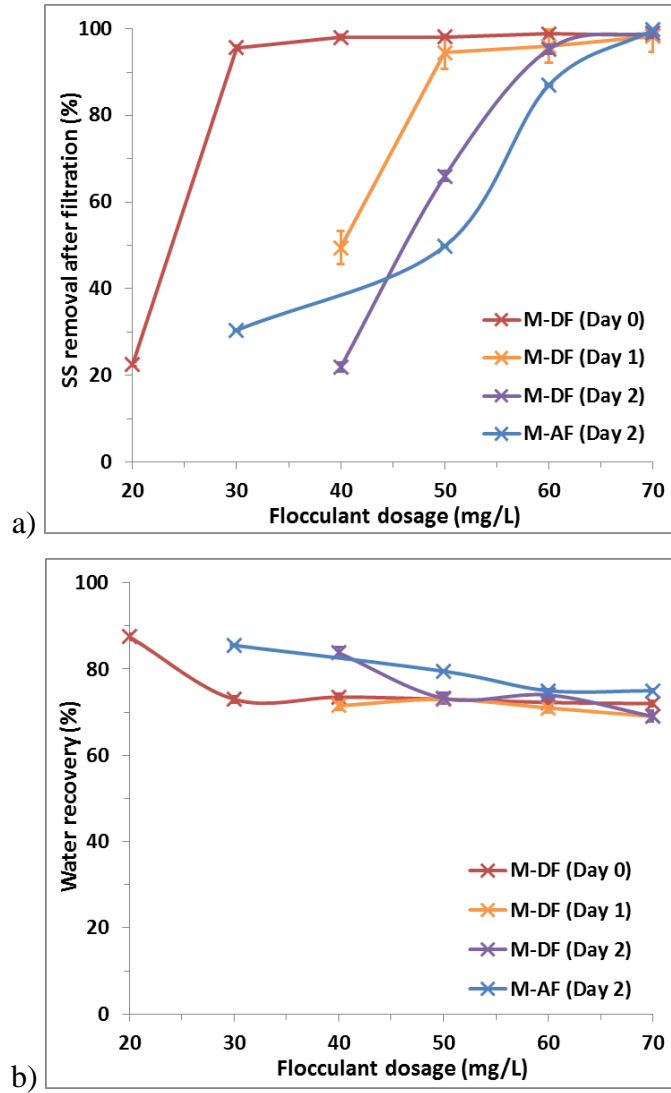 100
80
60
40
20
0
SS removal after filtration (%)
M-DF (Day 0)
M-DF (Day 1)
M-DF (Day 2)
M-AF (Day 2)
20 30 40 50 60 70
Flocculant dosage (mg/L)
a)
100
80
60
40
20
0
Water recovery (%)
M-DF (Day 0)
M-DF (Day 1)
M-DF (Day 2)
M-AF (Day 2)
20 30 40 50 60 70
Flocculant dosage (mg/L)
b)